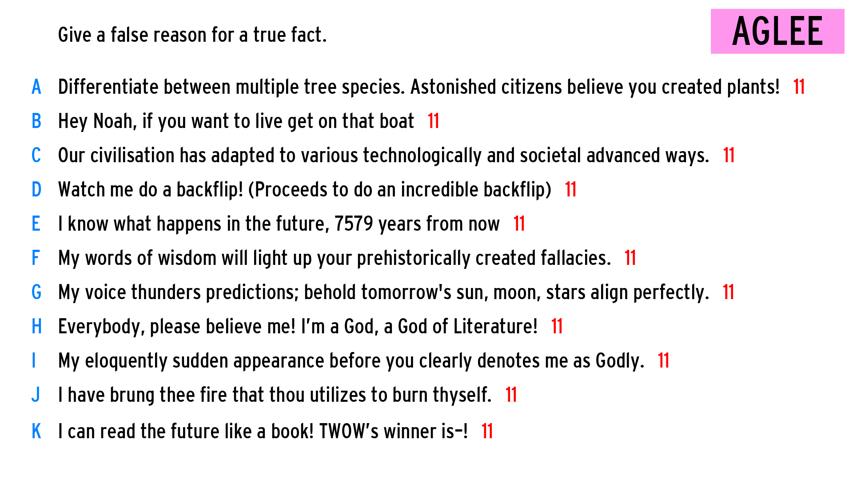 Give a false reason for a true fact.
AGLEE
A Differentiate between multiple tree species. Astonished citizens believe you created plants! 11
B Hey Noah, if you want to live get on that boat 11
C Our civilisation has adapted to various technologically and societal advanced ways. 11
D Watch me do a backflip! (Proceeds to do an incredible backflip) 11
E I know what happens in the future, 7579 years from now 11
F My words of wisdom will light up your prehistorically created fallacies. 11
G My voice thunders predictions; behold tomorrow's sun, moon, stars align perfectly. 11
H Everybody, please believe me! I'm a God, a God of Literature! 11
I My eloquently sudden appearance before you clearly denotes me as Godly. 11
J I have brung thee fire that thou utilizes to burn thyself. 11
K I can read the future like a book! TWOW's winner is–! 11